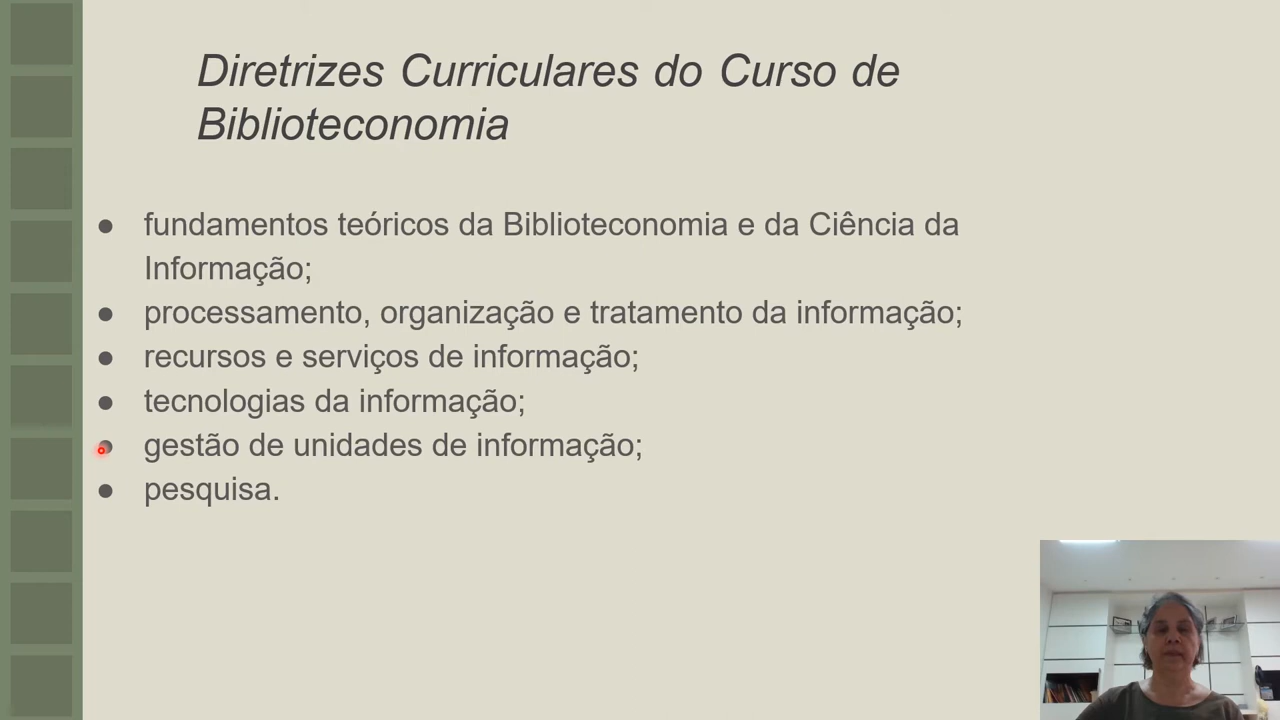 Diretrizes Curriculares do Curso de
Biblioteconomia
● fundamentos teóricos da Biblioteconomia e da Ciência da
Informação;
● processamento, organização e tratamento da informação;
● recursos e serviços de informação;
● tecnologias da informação;
● gestão de unidades de informação;
● pesquisa.